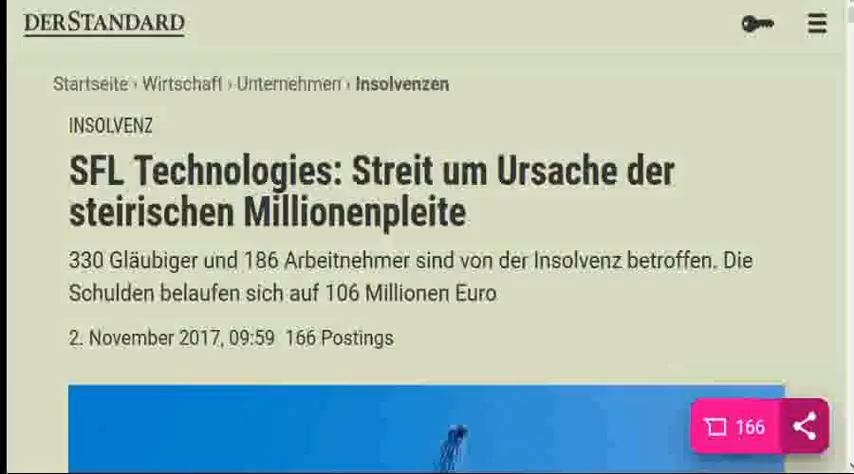 DERSTANDARD
Startseite › Wirtschaft › Unternehmen › Insolvenzen
INSOLVENZ
SFL Technologies: Streit um Ursache der
steirischen Millionenpleite
330 Gläubiger und 186 Arbeitnehmer sind von der Insolvenz betroffen. Die
Schulden belaufen sich auf 106 Millionen Euro
2. November 2017, 09:59 166 Postings
166